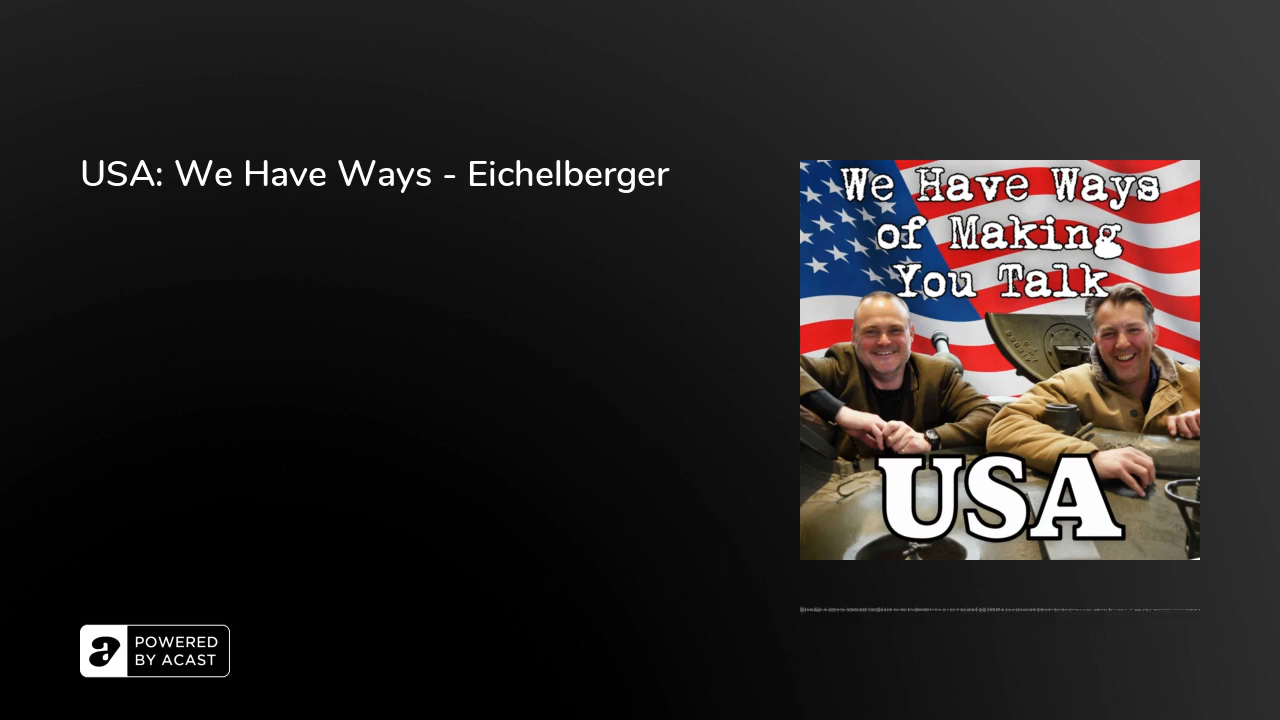 USA: We Have Ways - Eichelberger
We Have Ways
of Making
You Talk
USA
POWERED
BY ACAST